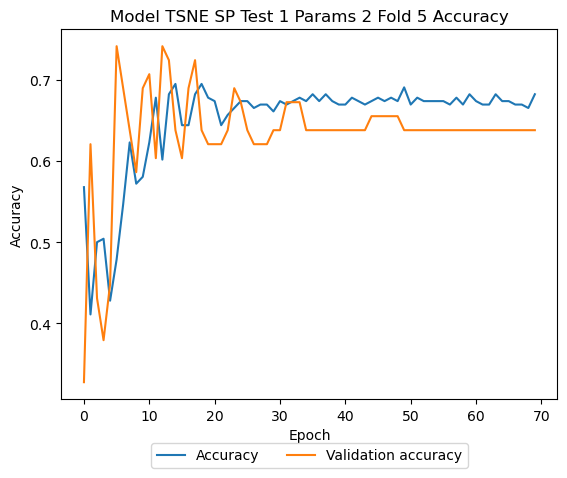 Model TSNE SP Test 1 Params 2 Fold 5 Accuracy
Accuracy
0.7
0.6
0.5
0.4
0 10 20 30 40 50 60 70
Epoch
Accuracy Validation accuracy